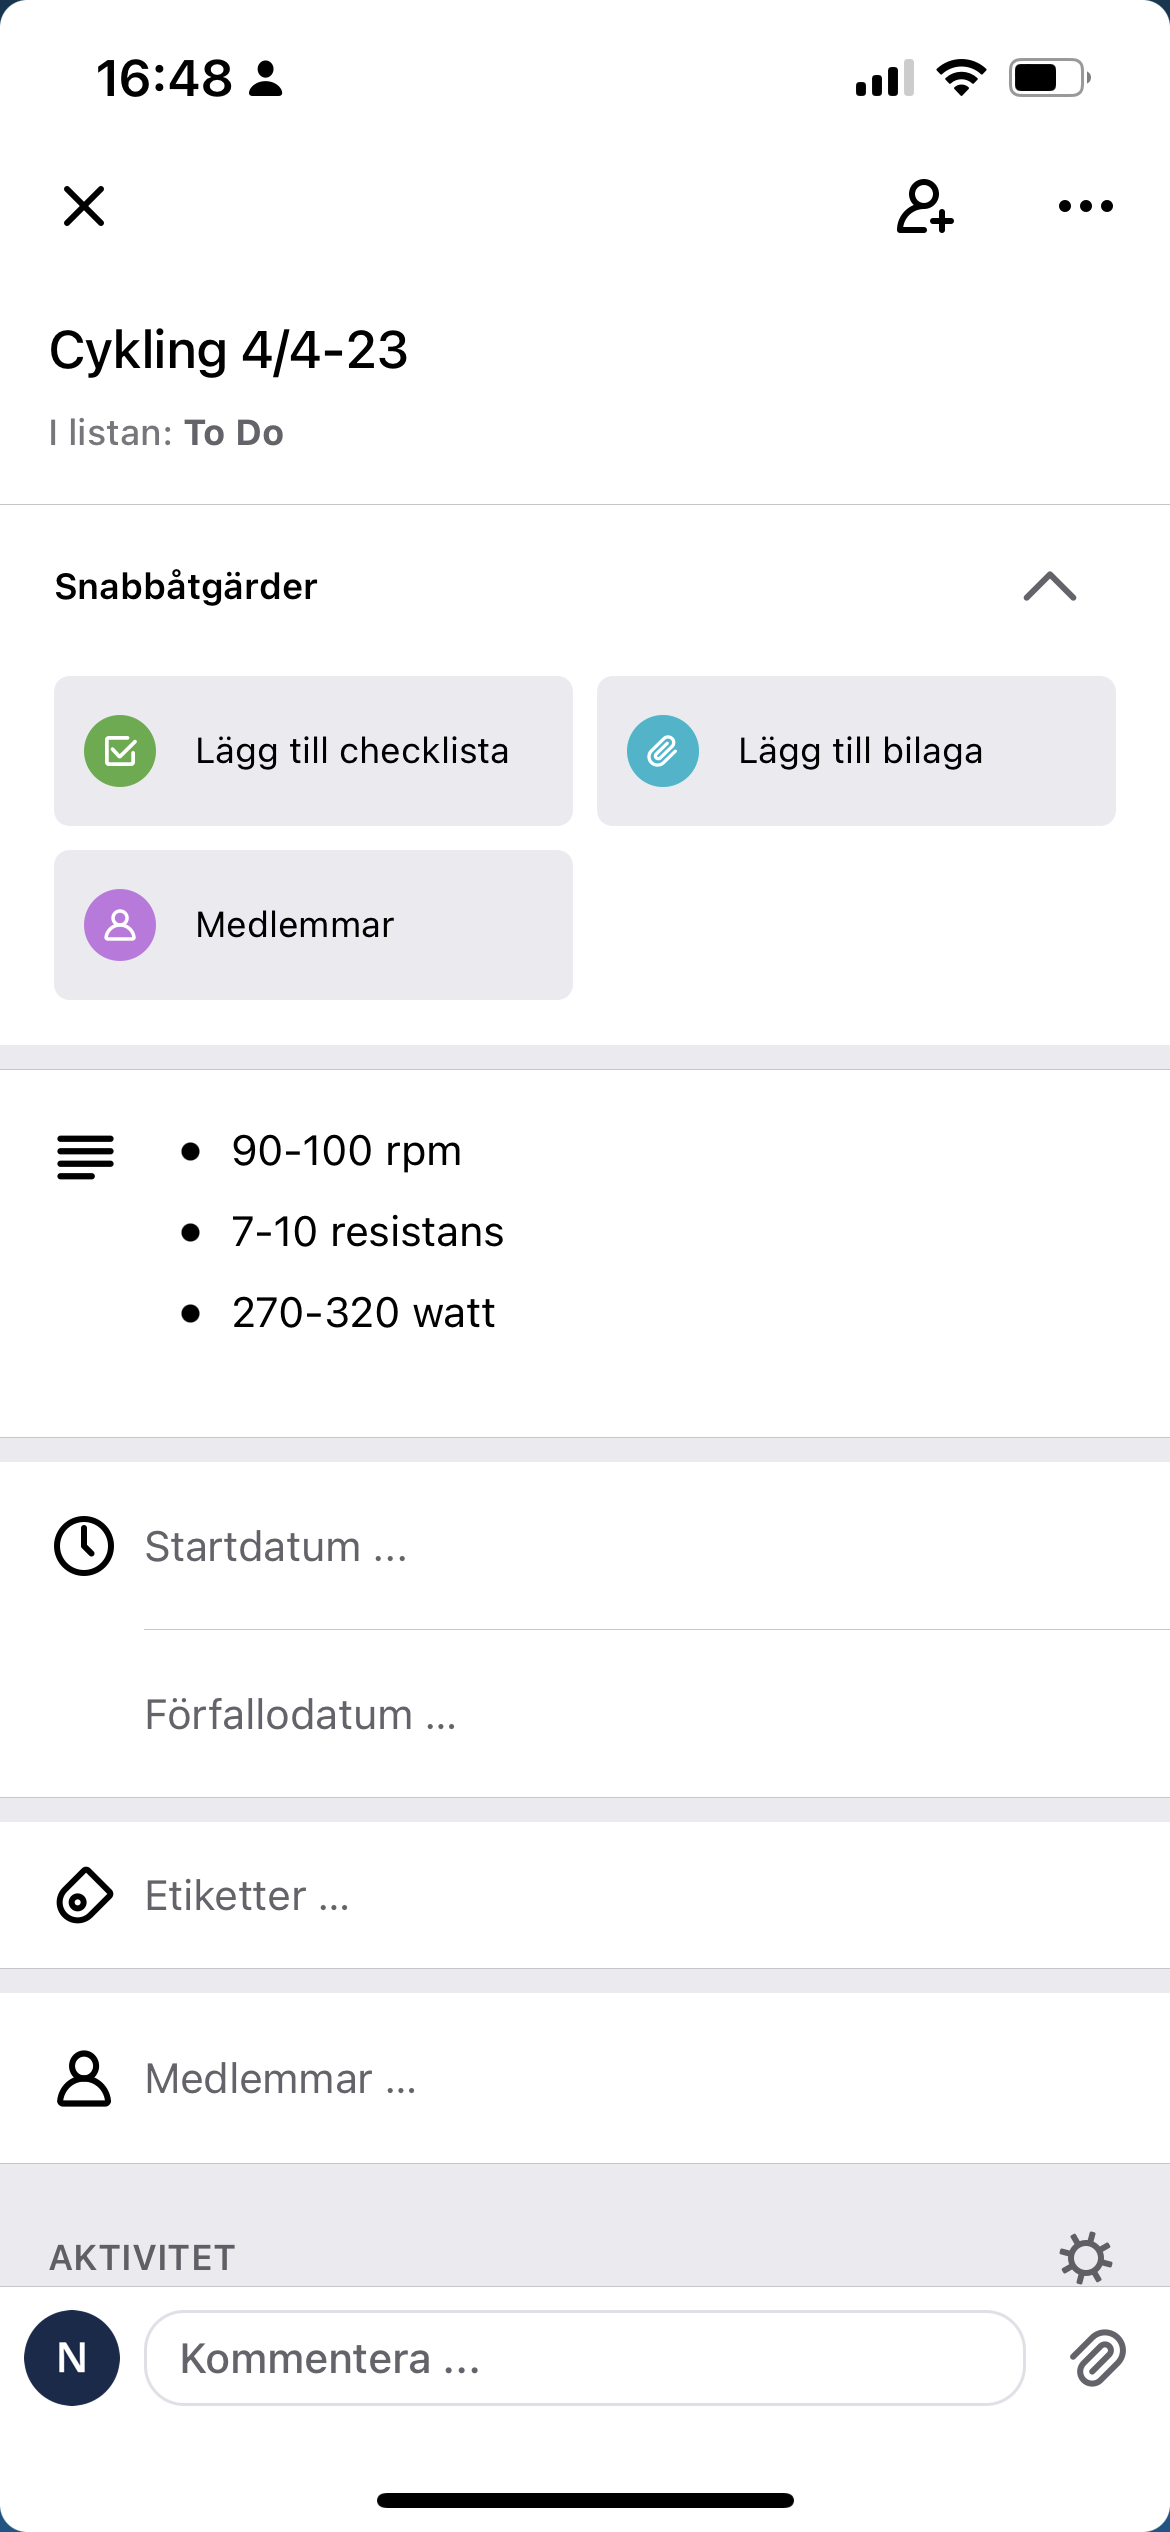 16:48
Cykling 4/4-23
I listan: To Do
Snabbåtgärder
Lägg till checklista
Lägg till bilaga
Medlemmar
• 90-100 rpm
• 7-10 resistans
• 270-320 watt
Startdatum ...
Förfallodatum ...
Etiketter ...
Medlemmar ...
AKTIVITET
N
Kommentera ...